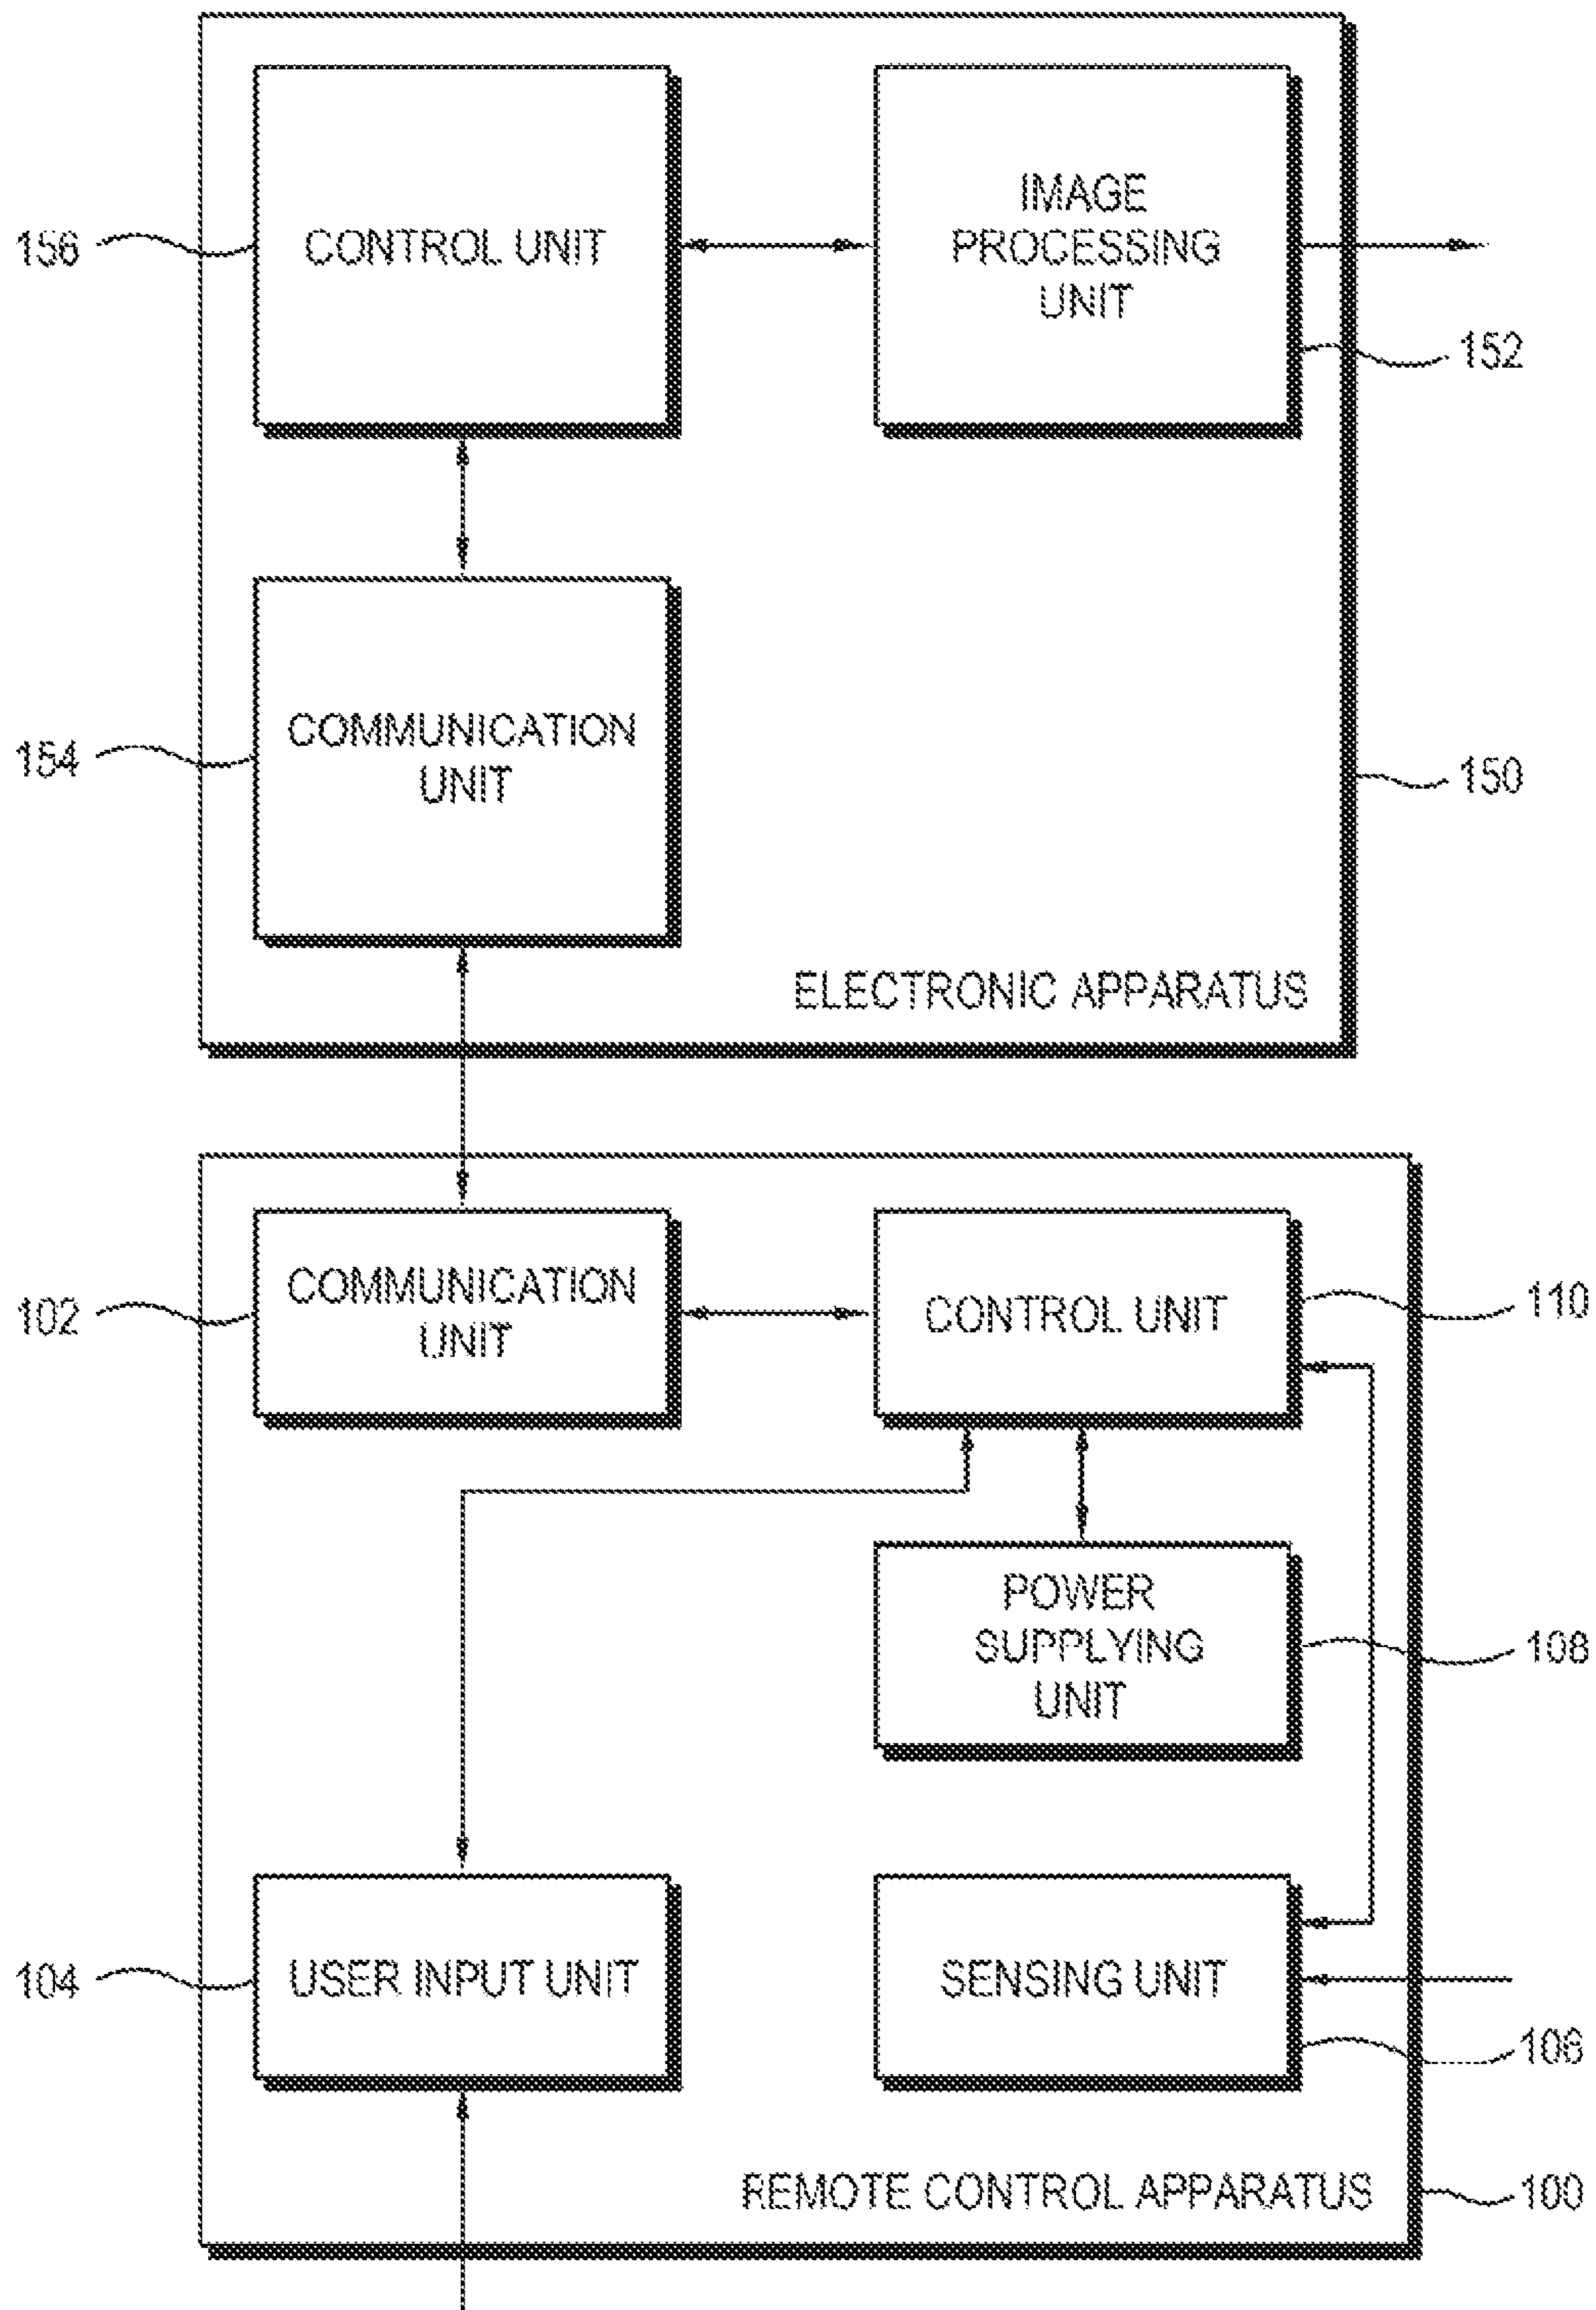 156
CONTROL UNIT
IMAGE
PROCESSING
UNIT
152
154
COMMUNICATION
UNIT
150
ELECTRONIC APPARATUS
102
COMMUNICATION
UNIT
CONTROL UNIT
110
POWER
SUPPLYING
UNIT
108
104
USER INPUT UNIT
SENSING UNIT
106
REMOTE CONTROL APPARATUS
100